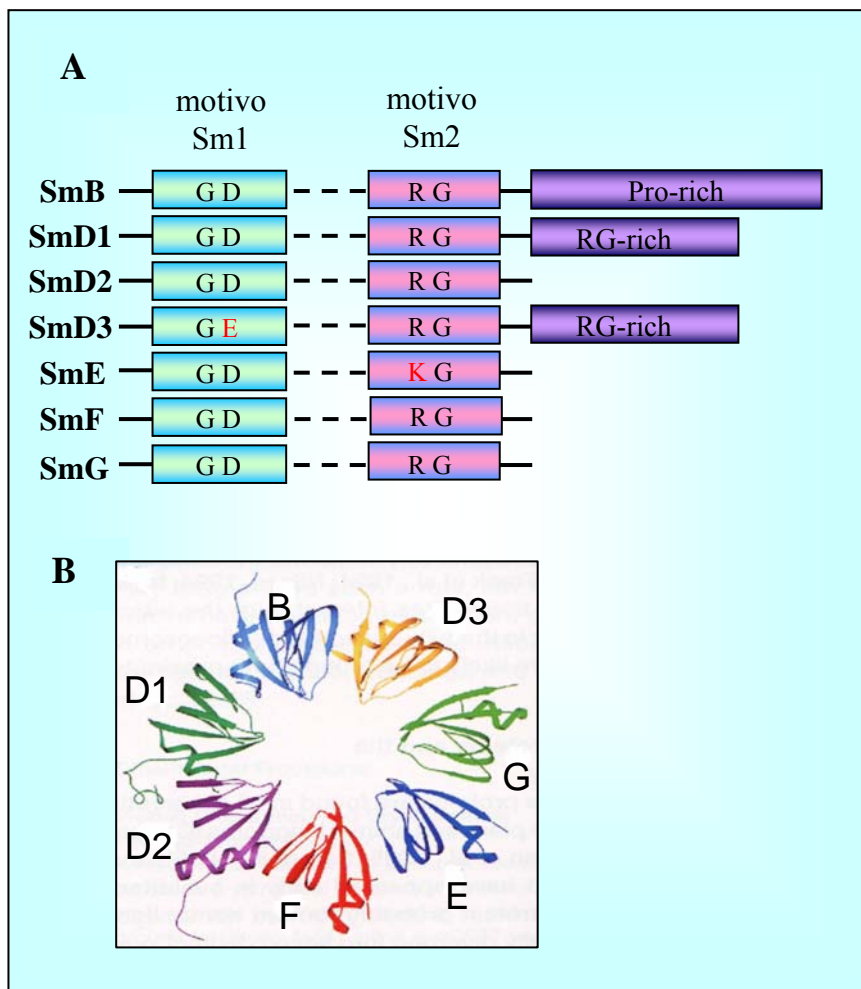 A
motivo motivo
Sm1 Sm2
SmB G D R G Pro-rich
SmD1 G D R G RG-rich
SmD2 G D R G
SmD3 G E R G RG-rich
SmE G D K G
SmF G D R G
SmG G D R G
B
B D3
D1 G
D2 E
F